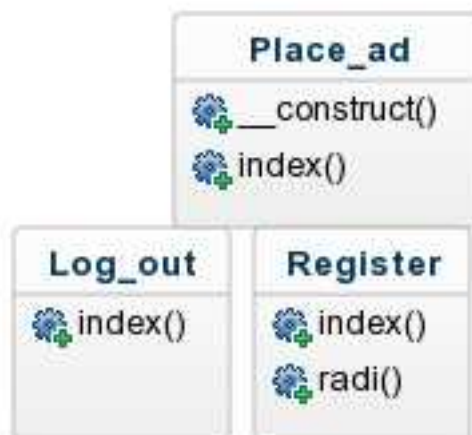 Place_ad
__construct()
index()
Log_out
index()
Register
index()
radi()